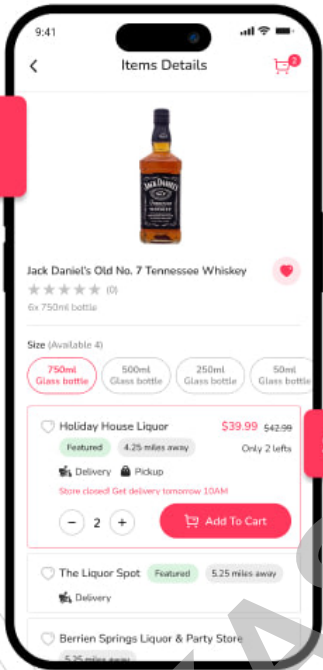 9:41
Items Details
2
JACK DANIEL'S
Jack Daniel's Old No. 7 Tennessee Whiskey
(0)
6x 750ml bottle
Size (Available 4)
750ml Glass bottle
500ml Glass bottle
250ml Glass bottle
50ml Glass bottle
Holiday House Liquor $39.99 $42.99
Featured 4.25 miles away Only 2 lefts
Delivery Pickup
Store closed! Get delivery tomorrow 10AM
− 2 + Add To Cart
The Liquor Spot Featured 5.25 miles away
Delivery
Berrien Springs Liquor & Party Store
5.25 miles away